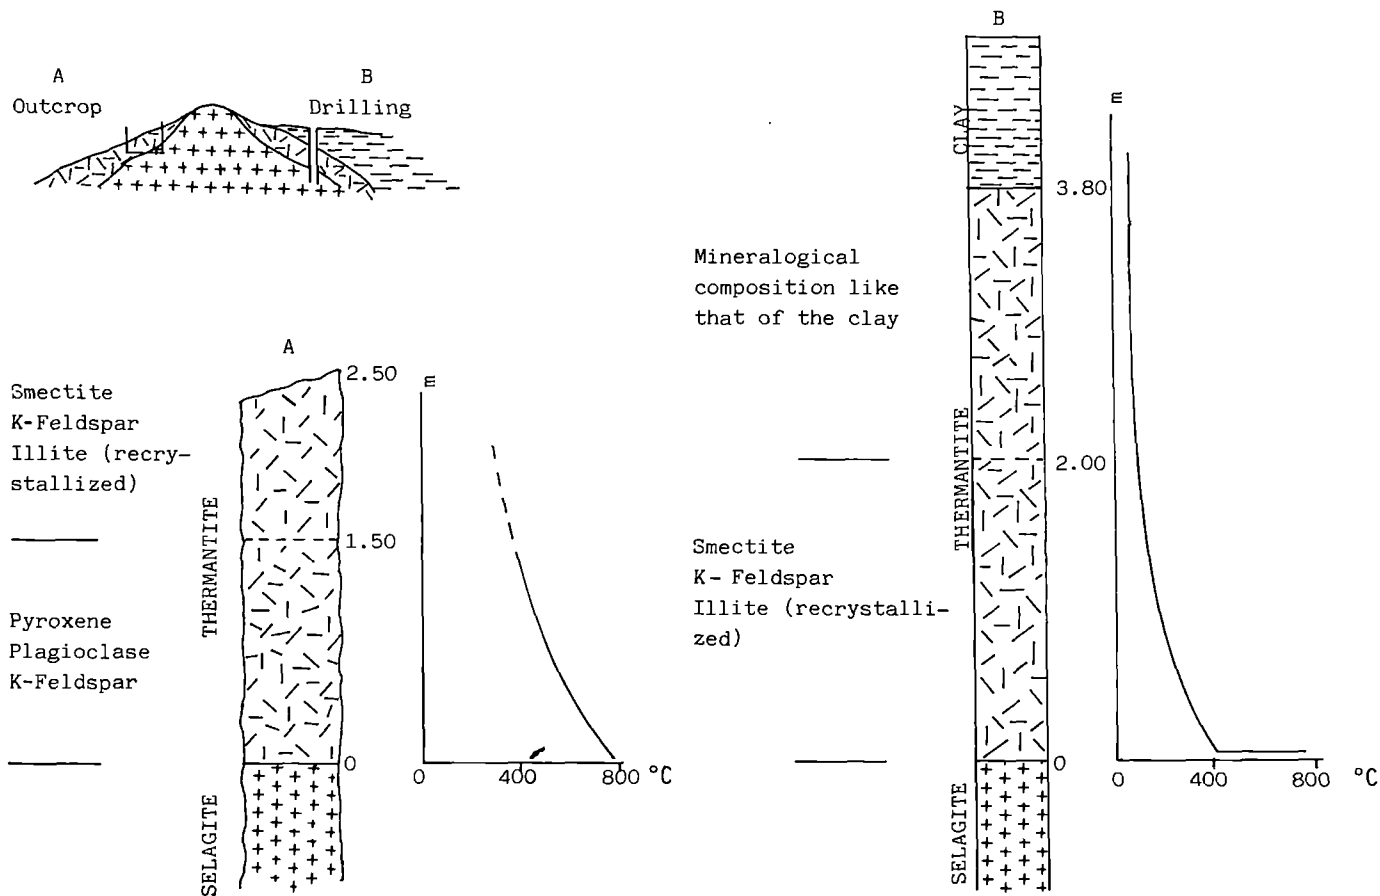 A
Outcrop
B
Drilling
A
2.50
m
Smectite
K-Feldspar
Illite (recry-
stallized)
1.50
THERMANTITE
Pyroxene
Plagioclase
K-Feldspar
0
SELAGITE
0 400 800 °C
B
CLAY
m
3.80
Mineralogical
composition like
that of the clay
THERMANTITE
2.00
Smectite
K- Feldspar
Illite (recrystalli-
zed)
0
SELAGITE
0 400 800 °C